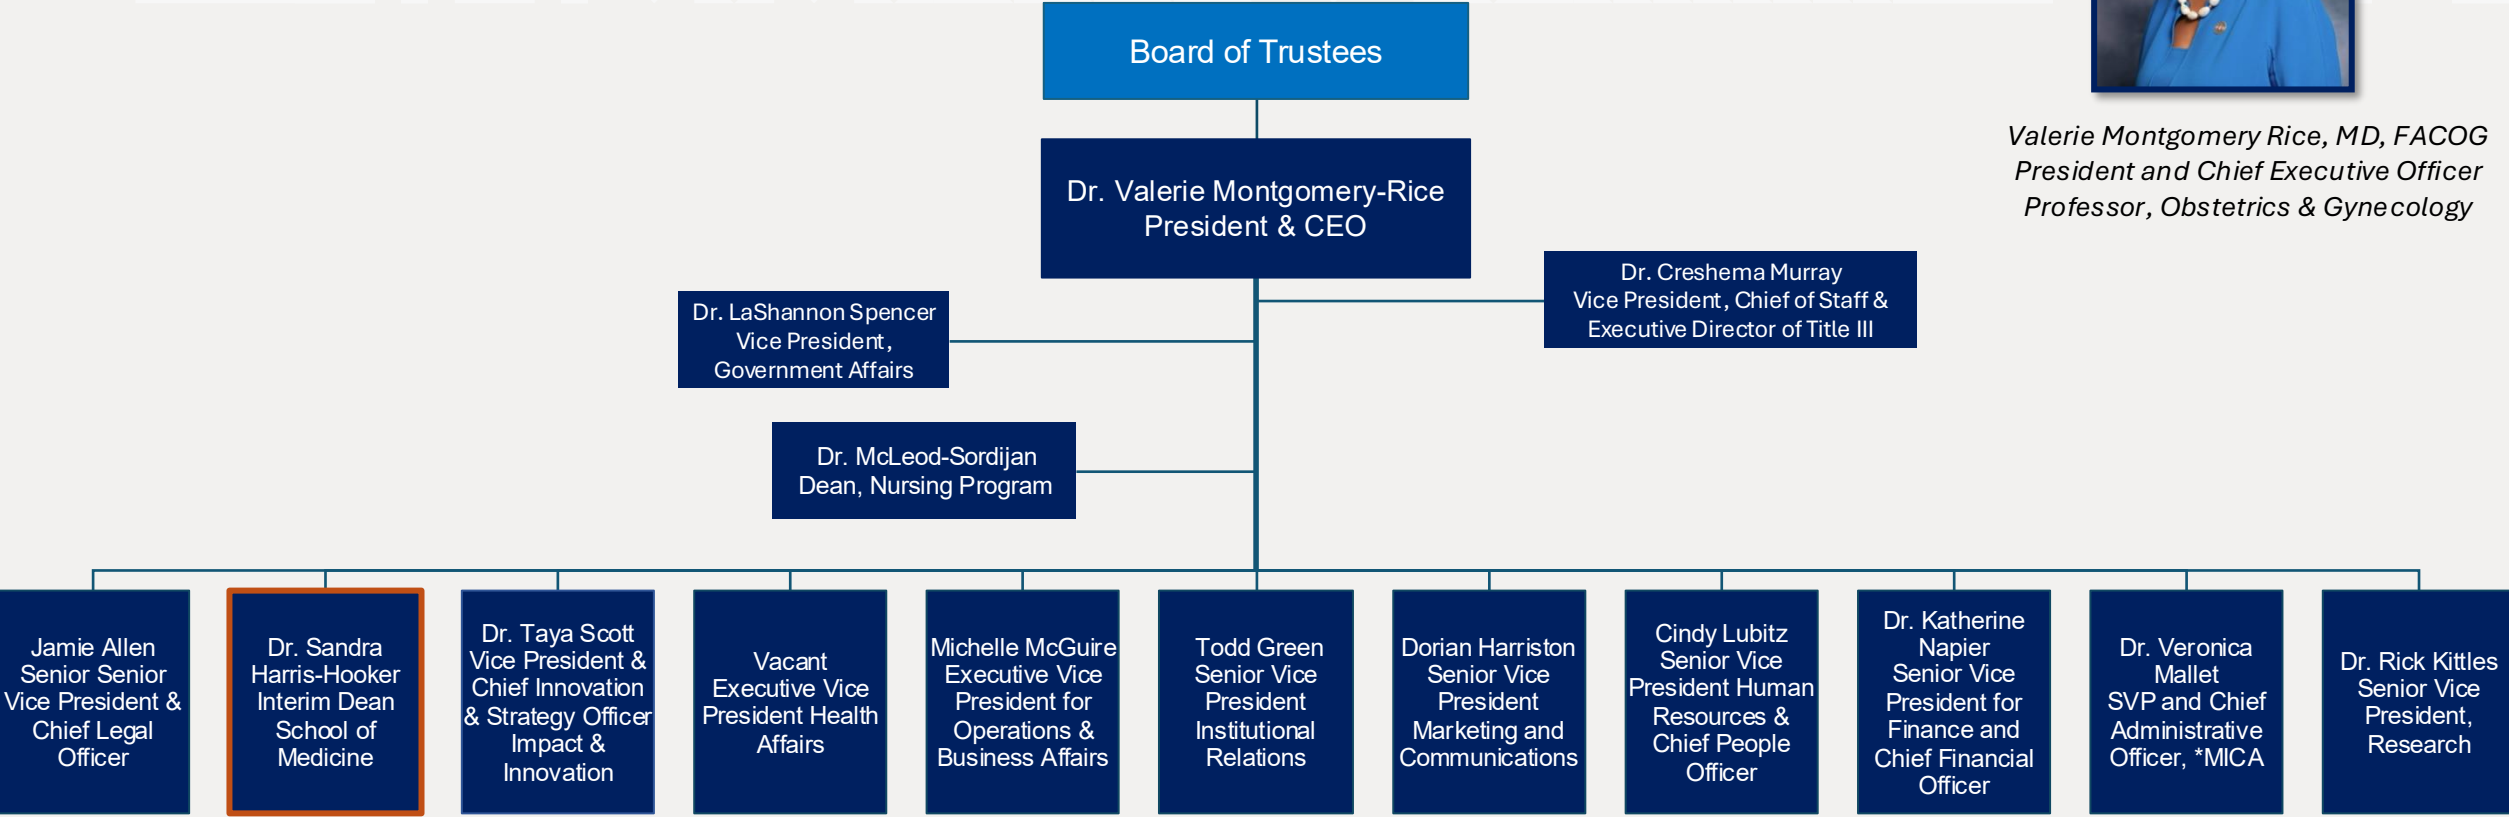 Board of Trustees
Valerie Montgomery Rice, MD, FACOG
President and Chief Executive Officer
Professor, Obstetrics & Gynecology
Dr. Valerie Montgomery-Rice
President & CEO
Dr. Creshema Murray
Vice President, Chief of Staff &
Executive Director of Title III
Dr. LaShannon Spencer
Vice President,
Government Affairs
Dr. McLeod-Sordijan
Dean, Nursing Program
Jamie Allen
Senior Senior
Vice President &
Chief Legal
Officer
Dr. Sandra
Harris-Hooker
Interim Dean
School of
Medicine
Dr. Taya Scott
Vice President &
Chief Innovation
& Strategy Officer
Impact &
Innovation
Vacant
Executive Vice
President Health
Affairs
Michelle McGuire
Executive Vice
President for
Operations &
Business Affairs
Todd Green
Senior Vice
President
Institutional
Relations
Dorian Harriston
Senior Vice
President
Marketing and
Communications
Cindy Lubitz
Senior Vice
President Human
Resources &
Chief People
Officer
Dr. Katherine
Napier
Senior Vice
President for
Finance and
Chief Financial
Officer
Dr. Veronica
Mallet
SVP and Chief
Administrative
Officer, *MICA
Dr. Rick Kittles
Senior Vice
President,
Research